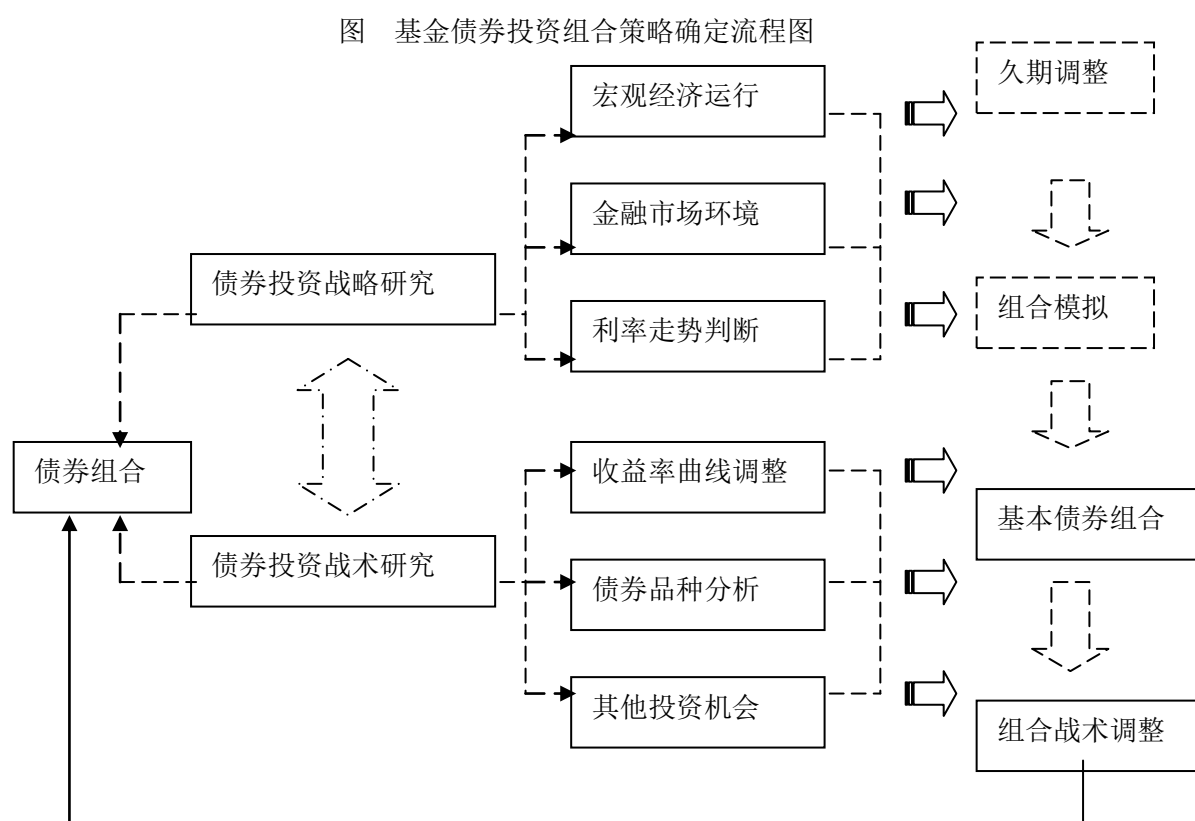 图 基金债券投资组合策略确定流程图
宏观经济运行
久期调整
金融市场环境
债券投资战略研究
利率走势判断
组合模拟
债券组合
收益率曲线调整
基本债券组合
债券投资战术研究
债券品种分析
其他投资机会
组合战术调整